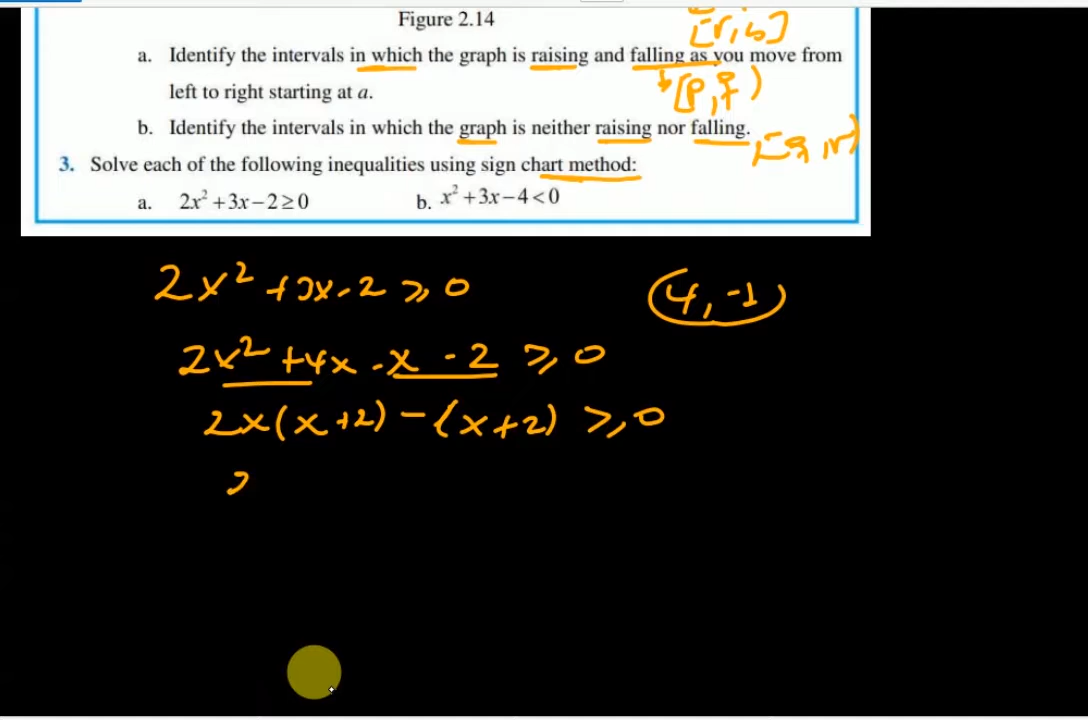 Figure 2.14
[r, b]
a. Identify the intervals in which the graph is raising and falling as you move from
left to right starting at a.
[p, q)
b. Identify the intervals in which the graph is neither raising nor falling.
[q, r)
3. Solve each of the following inequalities using sign chart method:
a. 2x² + 3x − 2 ≥ 0 b. x² + 3x − 4 < 0
2x² + 3x - 2 ≥ 0 (4, -1)
2x² + 4x - x - 2 ≥ 0
2x(x+2) - (x+2) ≥ 0